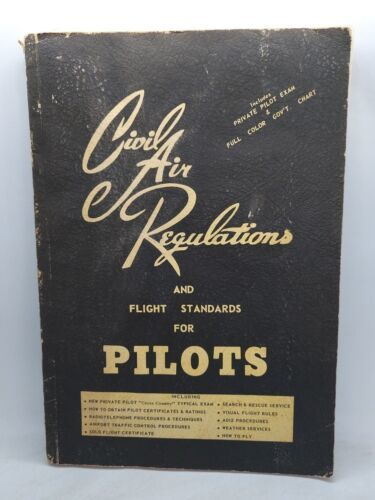 Includes
PRIVATE PILOT EXAM
&
FULL COLOR GOV'T. CHART
Civil
Air
Regulations
AND
FLIGHT STANDARDS
FOR
PILOTS
INCLUDING
• NEW PRIVATE PILOT "Cross Country" TYPICAL EXAM
• HOW TO OBTAIN PILOT CERTIFICATES & RATINGS
• RADIOTELEPHONE PROCEDURES & TECHNIQUES
• AIRPORT TRAFFIC CONTROL PROCEDURES
• SOLO FLIGHT CERTIFICATE
• SEARCH & RESCUE SERVICE
• VISUAL FLIGHT RULES
• ADIZ PROCEDURES
• WEATHER SERVICES
• HOW TO FLY